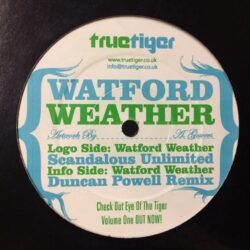 truetiger
www.truetiger.co.uk
info@truetiger.co.uk
WATFORD
WEATHER
Artwork By A. Groves
Logo Side: Watford Weather
Scandalous Unlimited
Info Side: Watford Weather
Duncan Powell Remix
Check Out Eye Of The Tiger
Volume One OUT NOW!